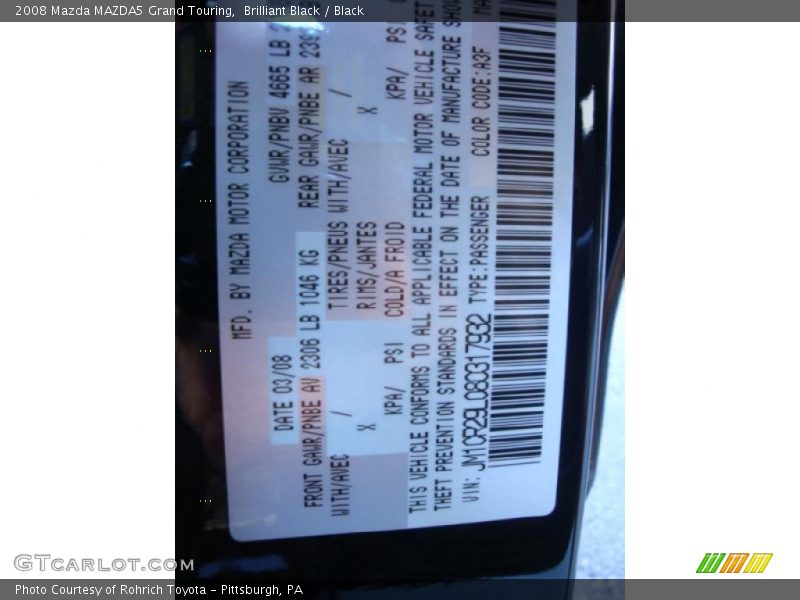 2008 Mazda MAZDA5 Grand Touring, Brilliant Black / Black
MFD. BY MAZDA MOTOR CORPORATION
DATE 03/08 GVWR/PNBV 4665 LB
FRONT GAWR/PNBE AV 2306 LB 1046 KG REAR GAWR/PNBE AR
WITH/AVEC / TIRES/PNEUS WITH/AVEC /
X RIMS/JANTES X
KPA/ PSI COLD/A FROID KPA/ PSI
THIS VEHICLE CONFORMS TO ALL APPLICABLE FEDERAL MOTOR VEHICLE
THEFT PREVENTION STANDARDS IN EFFECT ON THE DATE OF MANUFACTURE
VIN: JM1CR29L080317932 TYPE:PASSENGER COLOR CODE:A3F
GTcarlot.com
Photo Courtesy of Rohrich Toyota - Pittsburgh, PA